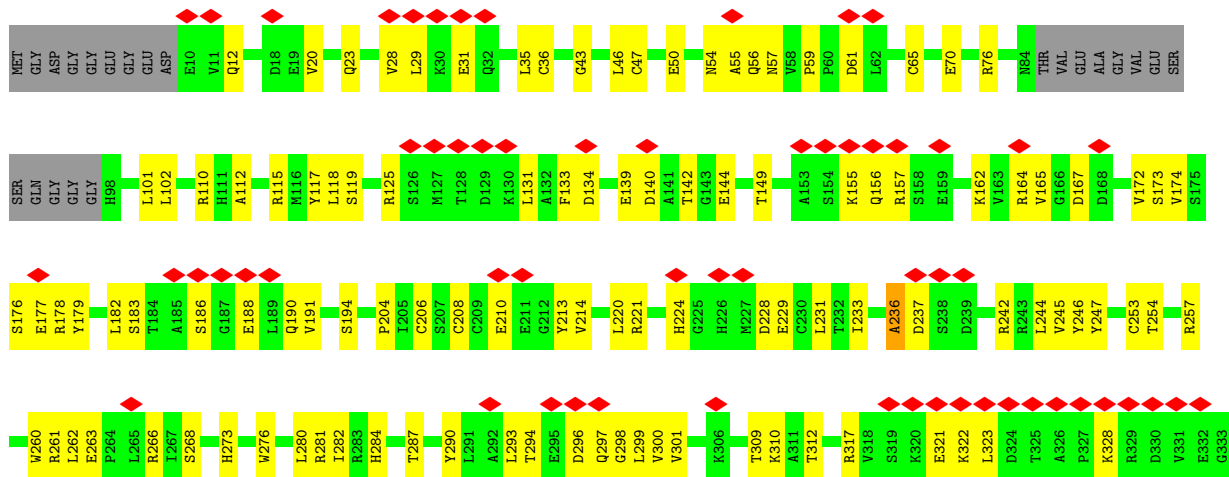 MET GLY ASP GLY GLY GLU GLY GLU ASP E10 V11 Q12 D18 E19 V20 Q23 V28 L29 K30 E31 Q32 L35 C36 G43 L46 C47 E50 N54 A55 Q56 N57 V58 P59 P60 D61 L62 C65 E70 R76 N84 THR VAL GLU ALA GLY VAL GLU SER
SER GLN GLY GLY GLY H98 L101 L102 R110 H111 A112 R115 M116 Y117 L118 S119 R125 S126 M127 T128 D129 K130 L131 A132 F133 D134 E139 D140 A141 T142 G143 E144 T149 A153 S154 K155 Q156 R157 S158 E159 K162 V163 R164 V165 G166 D167 D168 V172 S173 V174 S175
S176 E177 R178 Y179 L182 S183 T184 A185 S186 G187 E188 L189 Q190 V191 S194 P204 I205 C206 S207 C208 C209 E210 E211 G212 Y213 V214 L220 R221 H224 G225 H226 M227 D228 E229 C230 L231 T232 I233 A236 D237 S238 D239 R242 R243 L244 V245 Y246 Y247 C253 T254 R257
W260 R261 L262 E263 P264 L265 R266 I267 S268 H273 W276 L280 R281 I282 R283 H284 T287 Y290 L291 A292 L293 T294 E295 D296 Q297 G298 L299 V300 V301 K306 T309 K310 A311 T312 R317 V318 S319 K320 E321 K322 L323 D324 T325 A326 P327 K328 R329 D330 V331 E332 G333